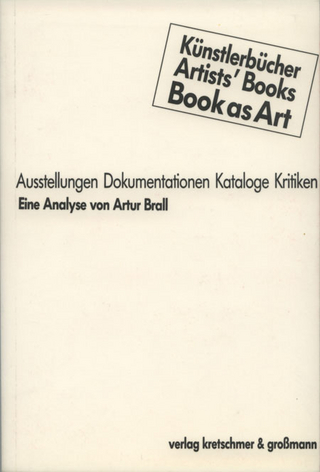 Künstlerbücher
Artists' Books
Book as Art
Ausstellungen Dokumentationen Kataloge Kritiken
Eine Analyse von Artur Brall
verlag kretschmer & großmann